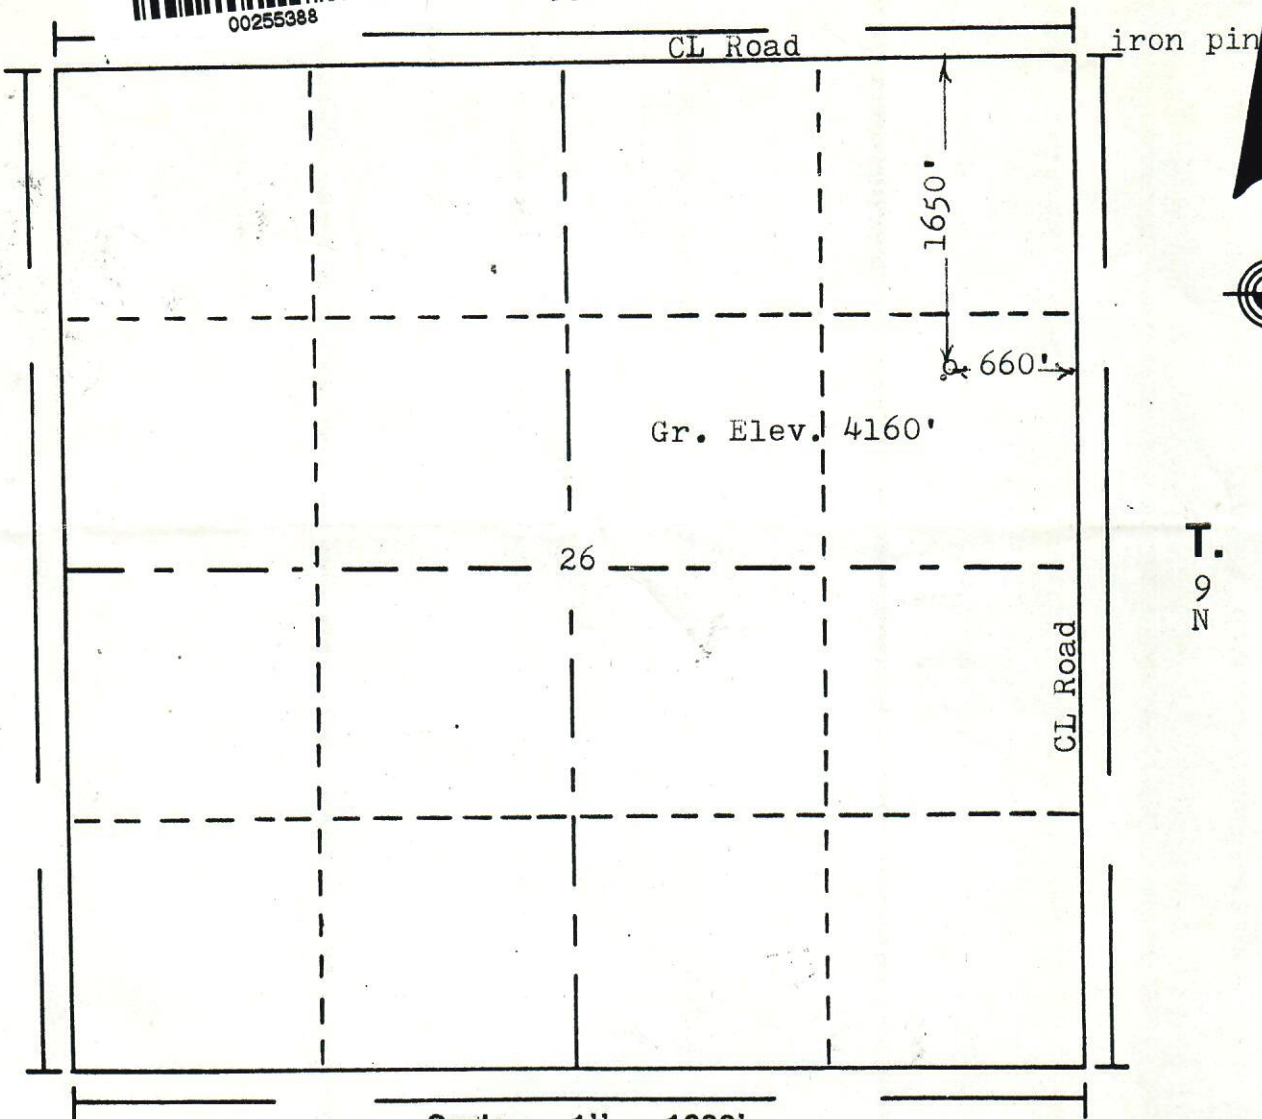 00255388
CL Road
iron pin
1650'
660'
Gr. Elev. 4160'
26
T.
9
N
CL Road